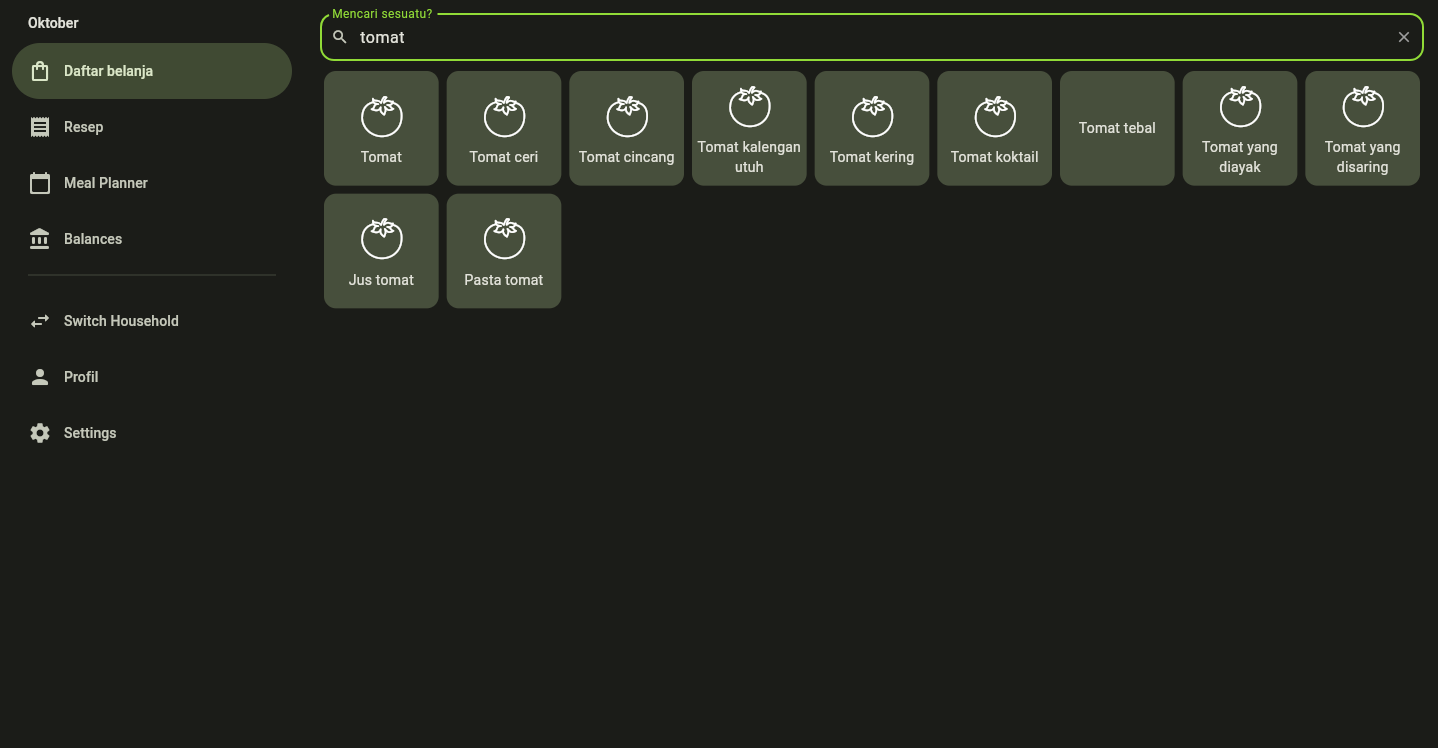 Oktober
Daftar belanja
Resep
Meal Planner
Balances
Switch Household
Profil
Settings
Mencari sesuatu?
tomat
Tomat
Tomat ceri
Tomat cincang
Tomat kalengan
utuh
Tomat kering
Tomat koktail
Tomat tebal
Tomat yang
diayak
Tomat yang
disaring
Jus tomat
Pasta tomat